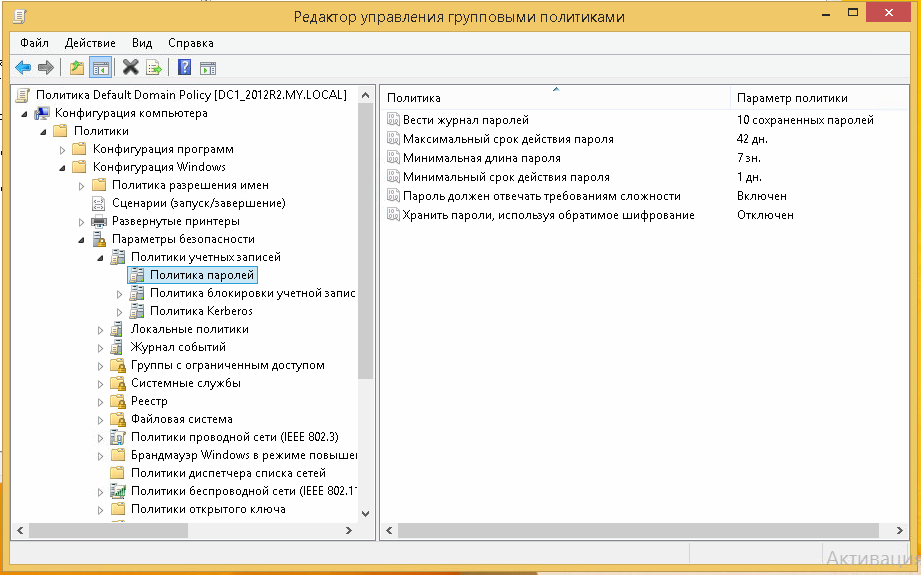 Редактор управления групповыми политиками
Файл Действие Вид Справка
Политика Default Domain Policy [DC1_2012R2.MY.LOCAL]
Конфигурация компьютера
Политики
Конфигурация программ
Конфигурация Windows
Политика разрешения имен
Сценарии (запуск/завершение)
Развернутые принтеры
Параметры безопасности
Политики учетных записей
Политика паролей
Политика блокировки учетной запис
Политика Kerberos
Локальные политики
Журнал событий
Группы с ограниченным доступом
Системные службы
Реестр
Файловая система
Политики проводной сети (IEEE 802.3)
Брандмауэр Windows в режиме повышен
Политики диспетчера списка сетей
Политики беспроводной сети (IEEE 802.11
Политики открытого ключа
Политика Параметр политики
Вести журнал паролей 10 сохраненных паролей
Максимальный срок действия пароля 42 дн.
Минимальная длина пароля 7 зн.
Минимальный срок действия пароля 1 дн.
Пароль должен отвечать требованиям сложности Включен
Хранить пароли, используя обратимое шифрование Отключен
Активаци